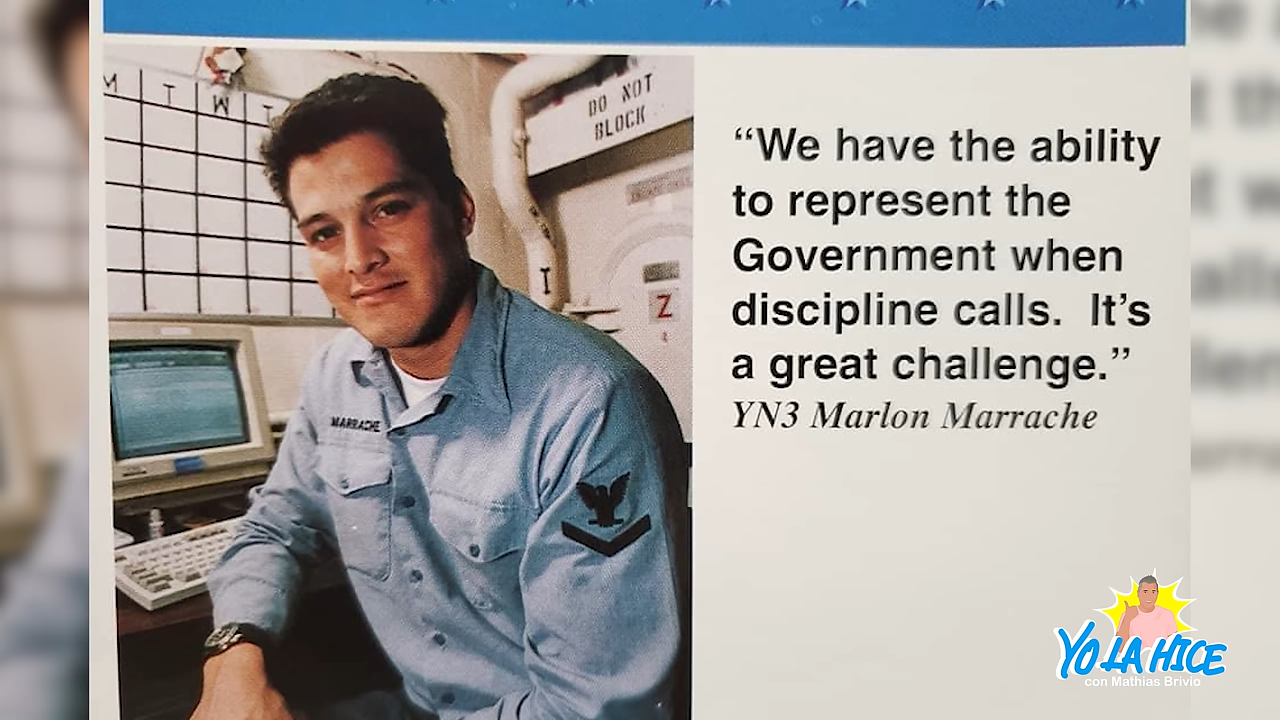 M T W T
DO NOT
BLOCK
I
Z
MARRACHE
“We have the ability
to represent the
Government when
discipline calls.  It’s
a great challenge.”
YN3 Marlon Marrache
YO LA HICE
con Mathias Brivio